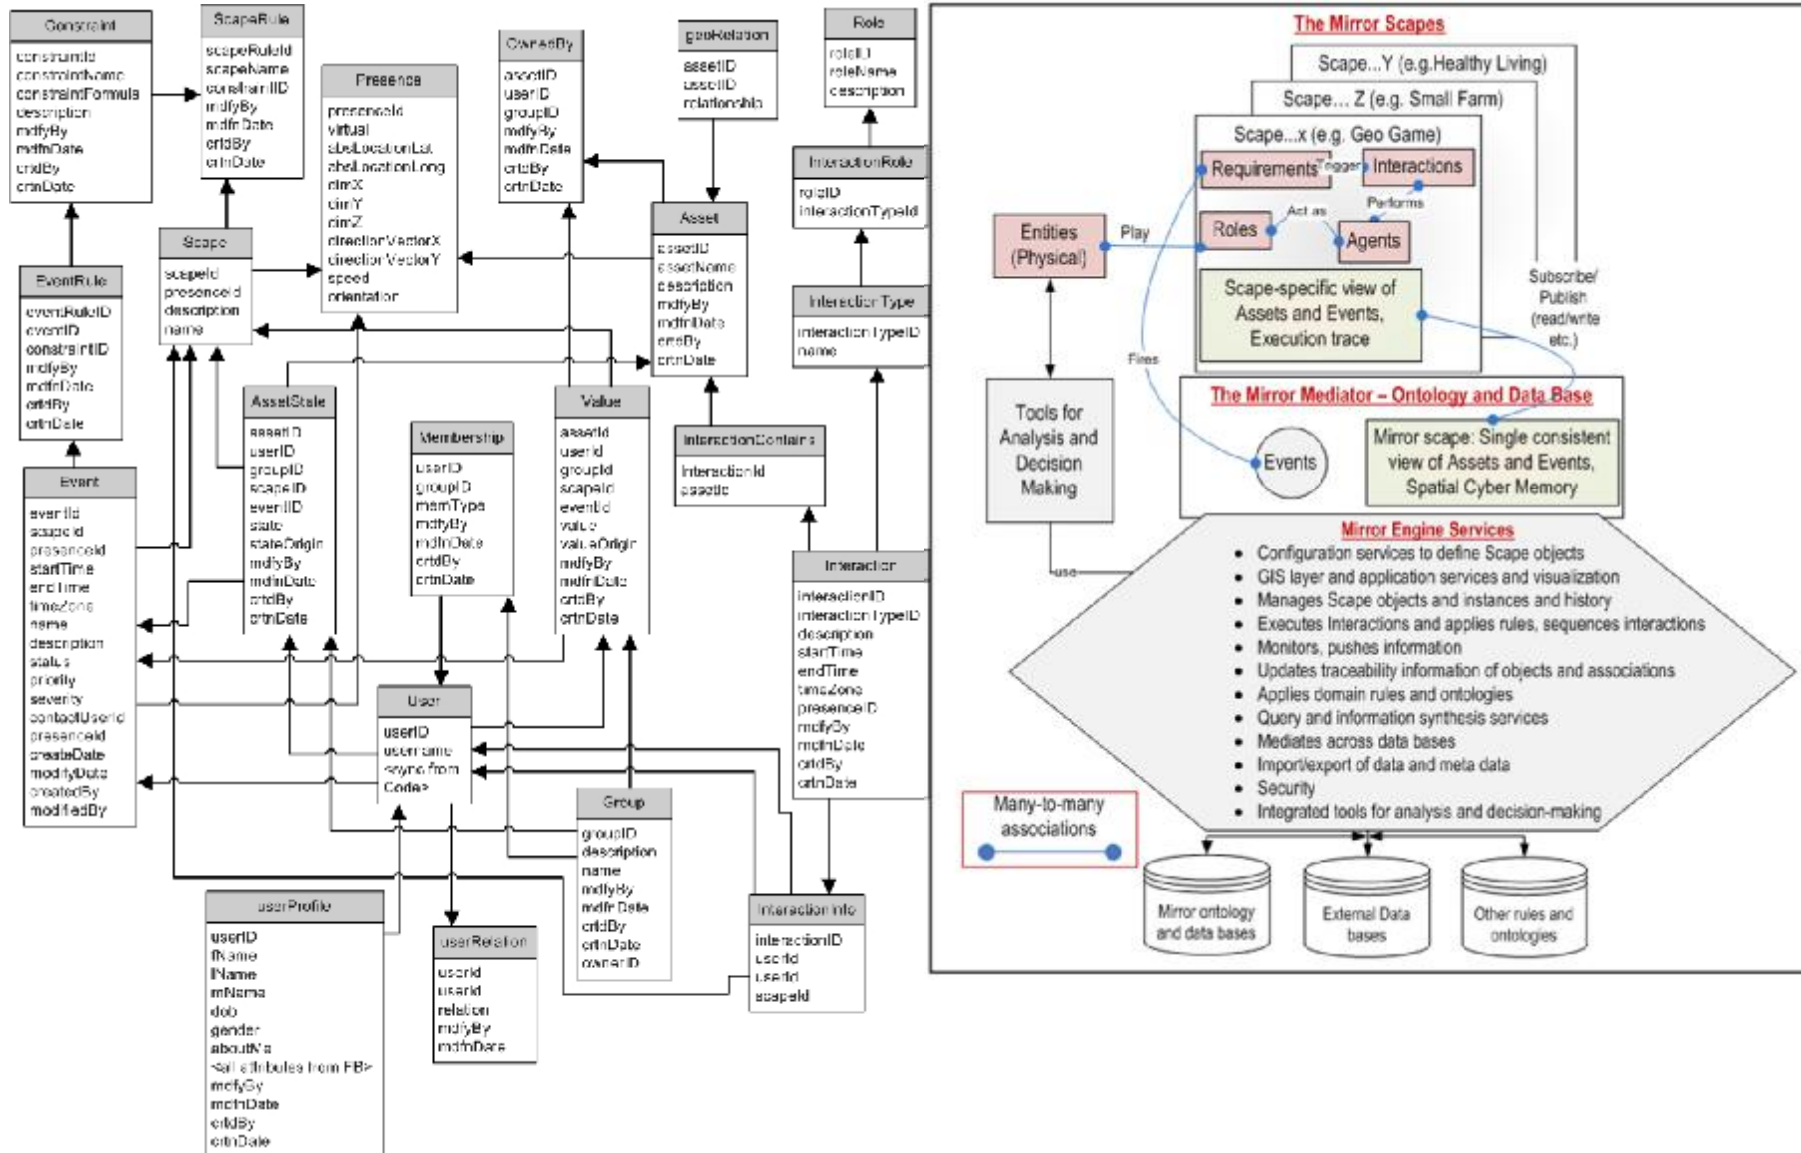 Constraint
constraintId
constraintName
constraintFormula
description
mdfyBy
mdfnDate
crtdBy
crtnDate
ScapeRule
scapeRuleId
scapeName
constraintID
mdfyBy
mdfnDate
crtdBy
crtnDate
Presence
presenceId
virtual
absLocationLat
absLocationLong
dimX
dimY
dimZ
directionVectorX
directionVectorY
speed
orientation
OwnedBy
assetID
userID
groupID
mdfyBy
mdfnDate
crtdBy
crtnDate
geoRelation
assetID
assetID
relationship
Role
roleID
roleName
description
InteractionRole
roleID
interactionTypeId
Asset
assetID
assetName
description
mdfyBy
mdfnDate
crtdBy
crtnDate
Scape
scapeId
presenceId
description
name
EventRule
eventRuleID
eventID
constraintID
mdfyBy
mdfnDate
crtdBy
crtnDate
InteractionType
interactionTypeID
name
AssetState
assetID
userID
groupID
scapeID
eventID
state
stateOrigin
mdfyBy
mdfnDate
crtdBy
crtnDate
Membership
userID
groupID
memType
mdfyBy
mdfnDate
crtdBy
crtnDate
Value
assetId
userId
groupId
scapeId
eventId
value
valueOrigin
mdfyBy
mdfnDate
crtdBy
crtnDate
InteractionContains
InteractionId
assetId
Event
eventId
scapeId
presenceId
startTime
endTime
timeZone
name
description
status
priority
severity
contactUserId
presenceId
createDate
modifyDate
createdBy
modifiedBy
Interaction
interactionID
interactionTypeID
description
startTime
endTime
timeZone
presenceID
mdfyBy
mdfnDate
crtdBy
crtnDate
User
userID
username
<sync from
Code>
Group
groupID
description
name
mdfyBy
mdfnDate
crtdBy
crtnDate
ownerID
userProfile
userID
fName
lName
mName
dob
gender
aboutMe
<all attributes from FB>
mdfyBy
mdfnDate
crtdBy
crtnDate
userRelation
userId
userId
relation
mdfyBy
mdfnDate
InteractionInfo
interactionID
userId
userId
scapeId
The Mirror Scapes
Scape...Y (e.g.Healthy Living)
Scape... Z (e.g. Small Farm)
Scape...x (e.g. Geo Game)
Requirements
Trigger
Interactions
Performs
Act as
Roles
Agents
Entities
(Physical)
Play
Scape-specific view of
Assets and Events,
Execution trace
Subscribe/
Publish
(read/write
etc.)
Fires
Tools for
Analysis and
Decision
Making
The Mirror Mediator – Ontology and Data Base
Events
Mirror scape: Single consistent
view of Assets and Events,
Spatial Cyber Memory
use
Mirror Engine Services
• Configuration services to define Scape objects
• GIS layer and application services and visualization
• Manages Scape objects and instances and history
• Executes Interactions and applies rules, sequences interactions
• Monitors, pushes information
• Updates traceability information of objects and associations
• Applies domain rules and ontologies
• Query and information synthesis services
• Mediates across data bases
• Import/export of data and meta data
• Security
• Integrated tools for analysis and decision-making
Many-to-many
associations
Mirror ontology
and data bases
External Data
bases
Other rules and
ontologies